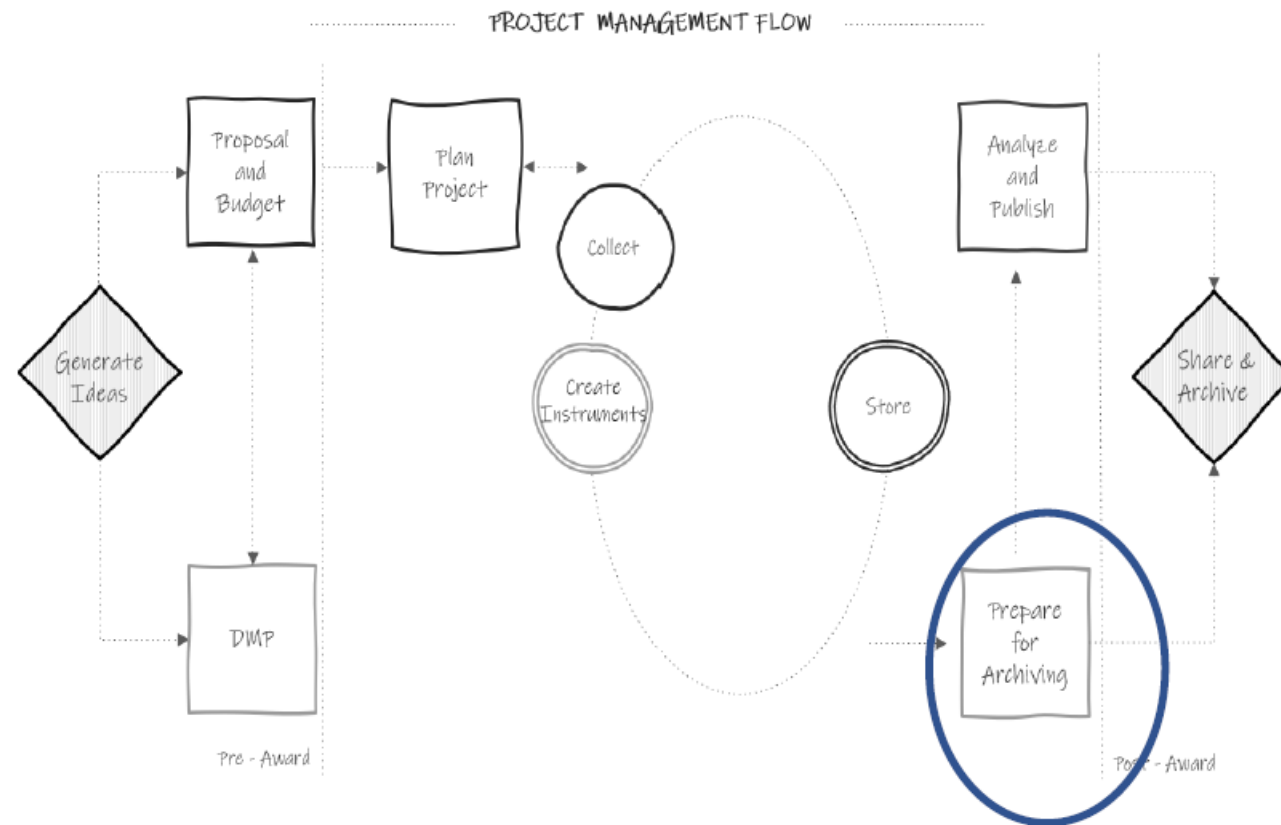 PROJECT MANAGEMENT FLOW
Proposal
and
Budget
Plan
Project
Analyze
and
Publish
Collect
Generate
Ideas
Create
Instruments
Store
Share &
Archive
DMP
Prepare
for
Archiving
Pre - Award
Post - Award